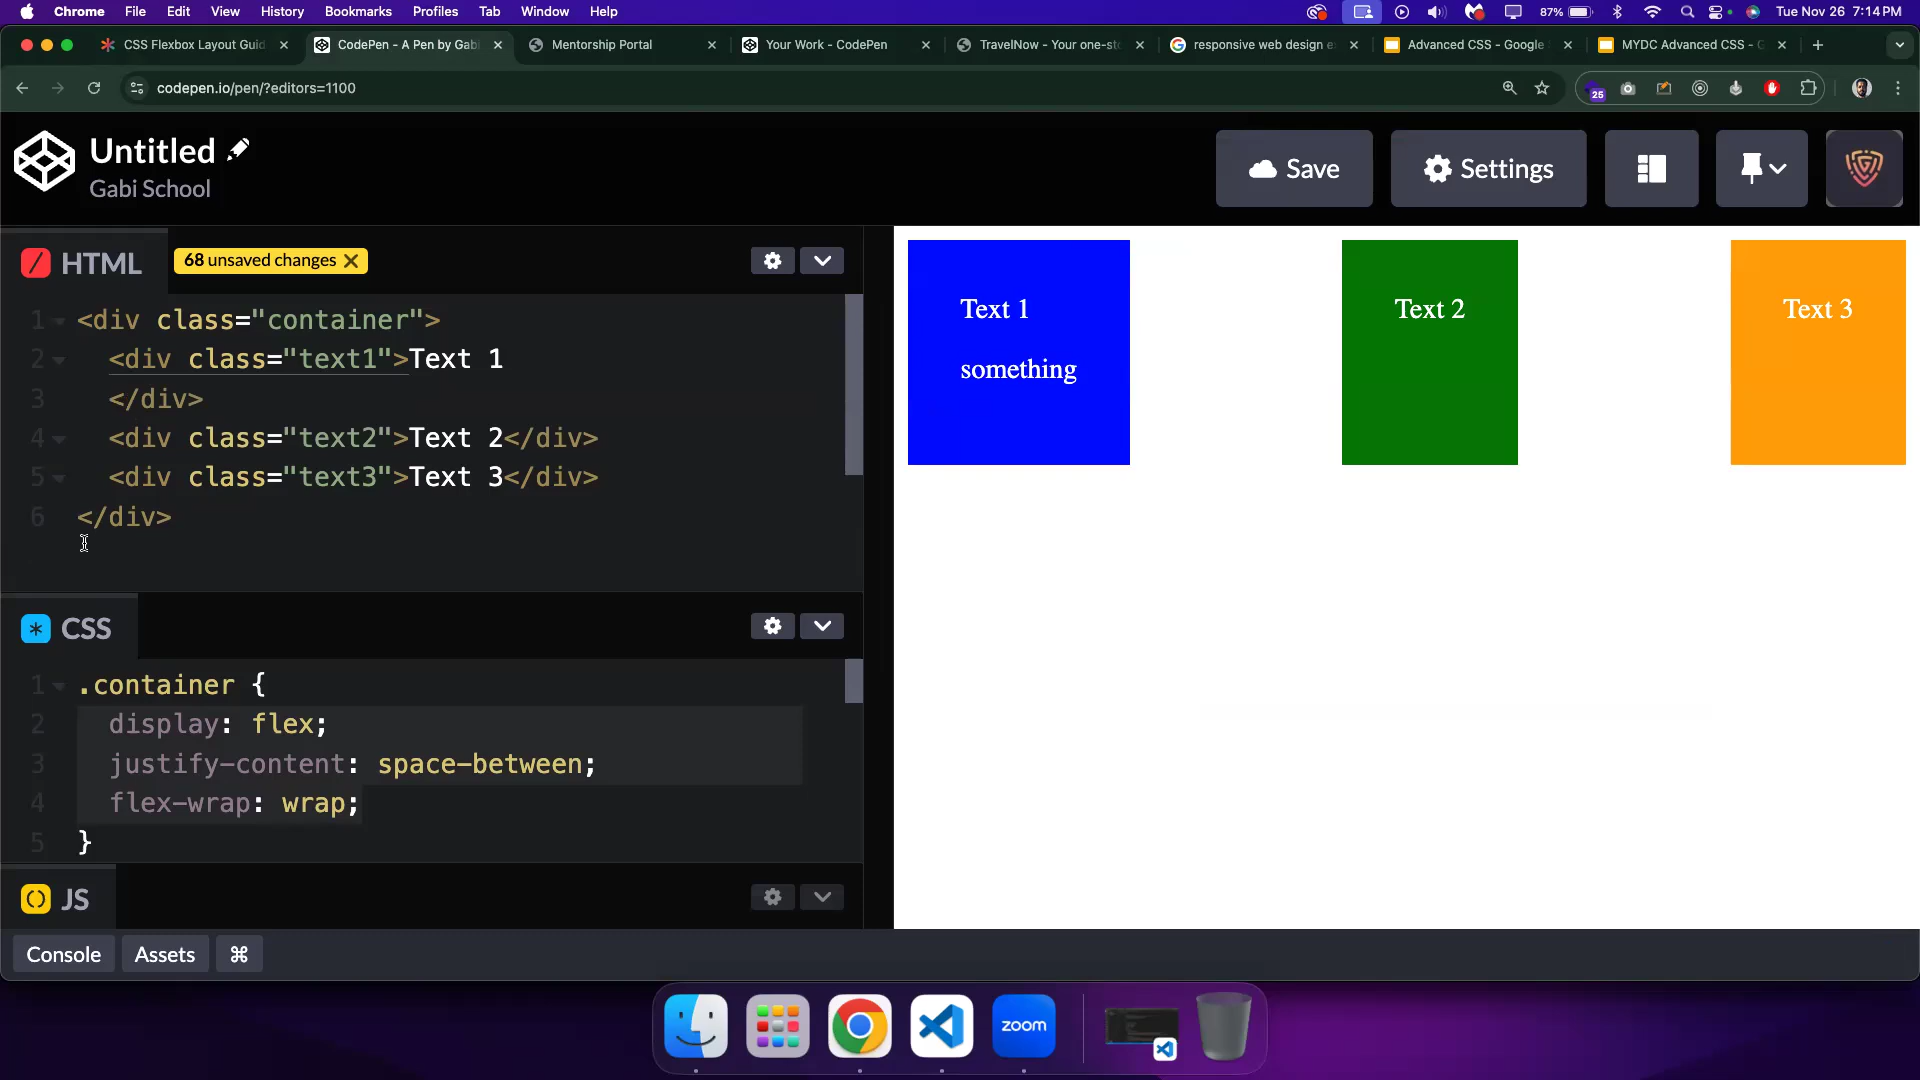 Chrome File Edit View History Bookmarks Profiles Tab Window Help 87% Tue Nov 26 7:14 PM
CSS Flexbox Layout Guid CodePen - A Pen by Gabi Mentorship Portal Your Work - CodePen TravelNow - Your one-st responsive web design e Advanced CSS - Google MYDC Advanced CSS - G
codepen.io/pen/?editors=1100 25
Untitled
Gabi School
Save Settings
HTML 68 unsaved changes
1 <div class="container">
2 <div class="text1">Text 1
3 </div>
4 <div class="text2">Text 2</div>
5 <div class="text3">Text 3</div>
6 </div>
CSS
1 .container {
2 display: flex;
3 justify-content: space-between;
4 flex-wrap: wrap;
5 }
JS
Text 1
something
Text 2
Text 3
Console Assets ⌘
zoom